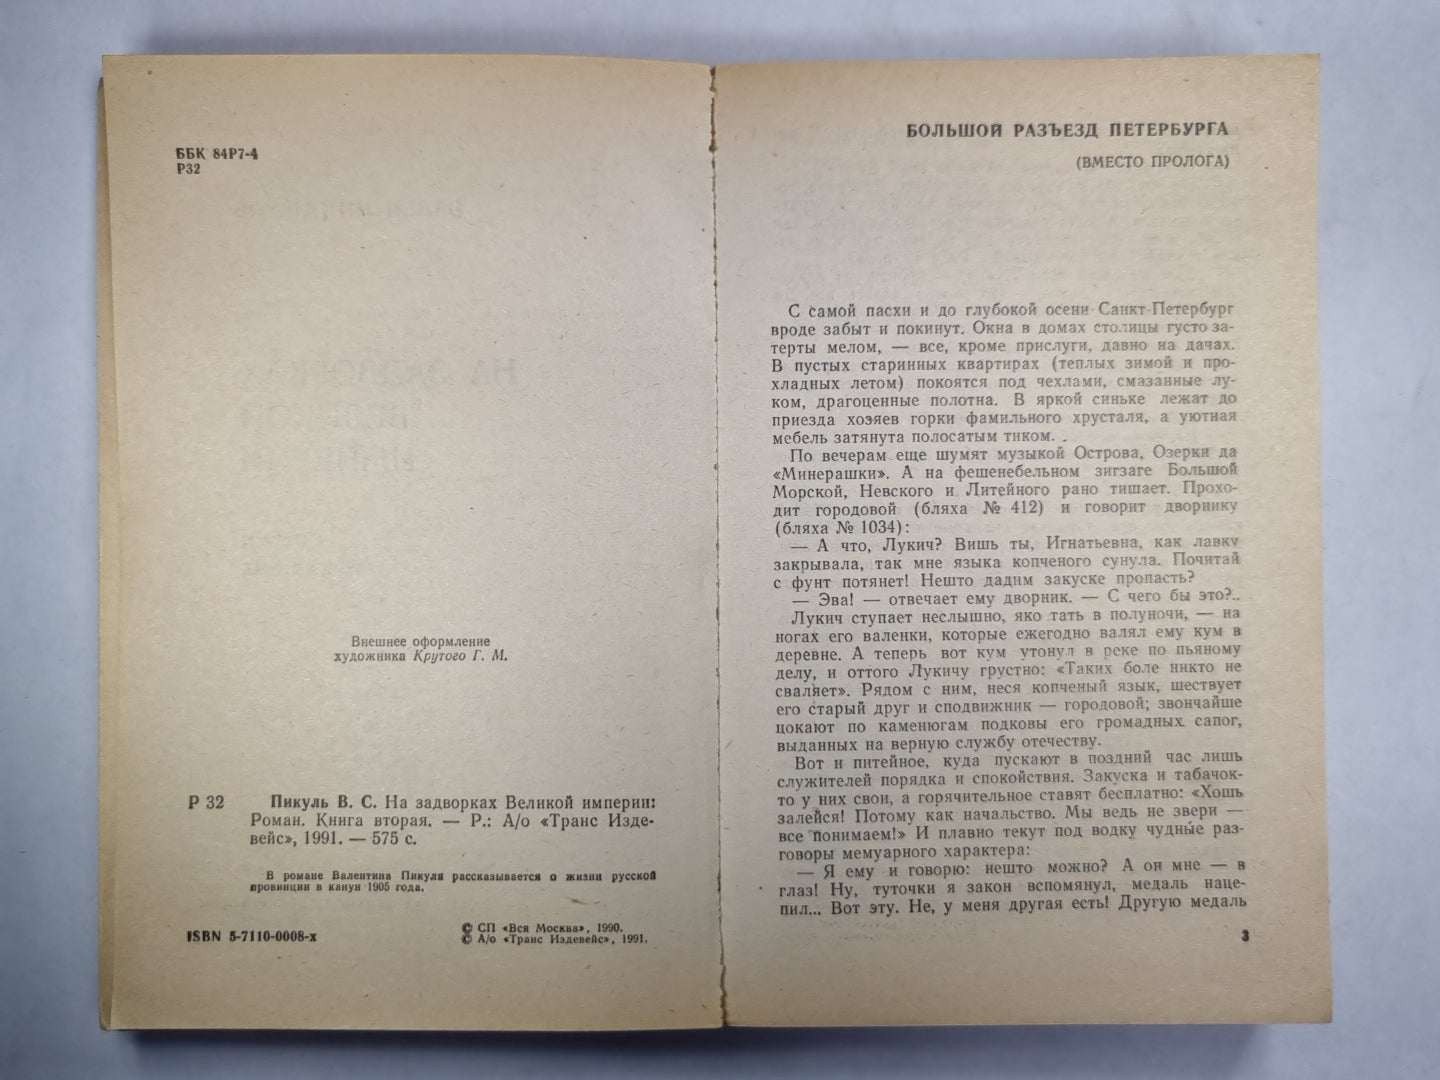 ББК 84Р7-4
Р32
Внешнее оформление
художника Крутого Г. М.
Р 32 Пикуль В. С. На задворках Великой империи:
Роман. Книга вторая. — Р.: А/о «Транс Изде-
вейс», 1991. — 575 с.
В романе Валентина Пикуля рассказывается о жизни русской
провинции в канун 1905 года.
ISBN 5-7110-0008-х
© СП «Вся Москва», 1990.
© А/о «Транс Издевейс», 1991.
БОЛЬШОЙ РАЗЪЕЗД ПЕТЕРБУРГА
(ВМЕСТО ПРОЛОГА)
С самой пасхи и до глубокой осени Санкт-Петербург
вроде забыт и покинут. Окна в домах столицы густо за-
терты мелом, — все, кроме прислуги, давно на дачах.
В пустых старинных квартирах (теплых зимой и про-
хладных летом) покоятся под чехлами, смазанные лу-
ком, драгоценные полотна. В яркой синьке лежат до
приезда хозяев горки фамильного хрусталя, а уютная
мебель затянута полосатым тиком.
По вечерам еще шумят музыкой Острова, Озерки да
«Минерашки». А на фешенебельном зигзаге Большой
Морской, Невского и Литейного рано тишает. Прохо-
дит городовой (бляха № 412) и говорит дворнику
(бляха № 1034):
— А что, Лукич? Вишь ты, Игнатьевна, как лавку
закрывала, так мне языка копченого сунула. Почитай
с фунт потянет! Нешто дадим закуске пропасть?
— Эва! — отвечает ему дворник. — С чего бы это?..
Лукич ступает неслышно, яко тать в полуночи, — на
ногах его валенки, которые ежегодно валял ему кум в
деревне. А теперь вот кум утонул в реке по пьяному
делу, и оттого Лукичу грустно: «Таких боле никто не
сваляет». Рядом с ним, неся копченый язык, шествует
его старый друг и сподвижник — городовой; звончайше
цокают по каменюгам подковы его громадных сапог,
выданных на верную службу отечеству.
Вот и питейное, куда пускают в поздний час лишь
служителей порядка и спокойствия. Закуска и табачок-
то у них свои, а горячительное ставят бесплатно: «Хошь
залейся! Потому как начальство. Мы ведь не звери —
все понимаем!» И плавно текут под водку чудные раз-
говоры мемуарного характера:
— Я ему и говорю: нешто можно? А он мне — в
глаз! Ну, туточки я закон вспомянул, медаль наце-
пил... Вот эту. Не, у меня другая есть! Другую медаль
3